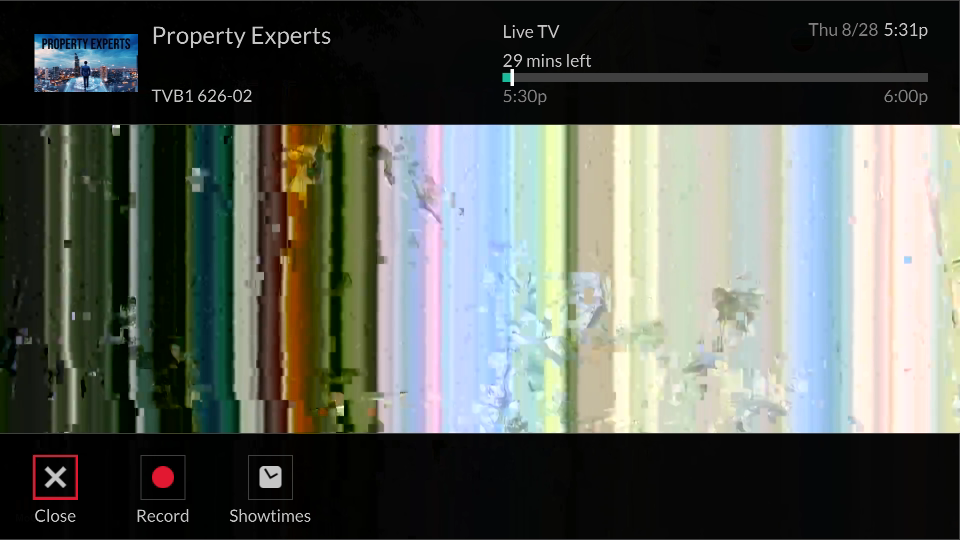 PROPERTY EXPERTS
Property Experts
TVB1 626-02
Live TV
29 mins left
5:30p
6:00p
Thu 8/28 5:31p
Close
Record
Showtimes